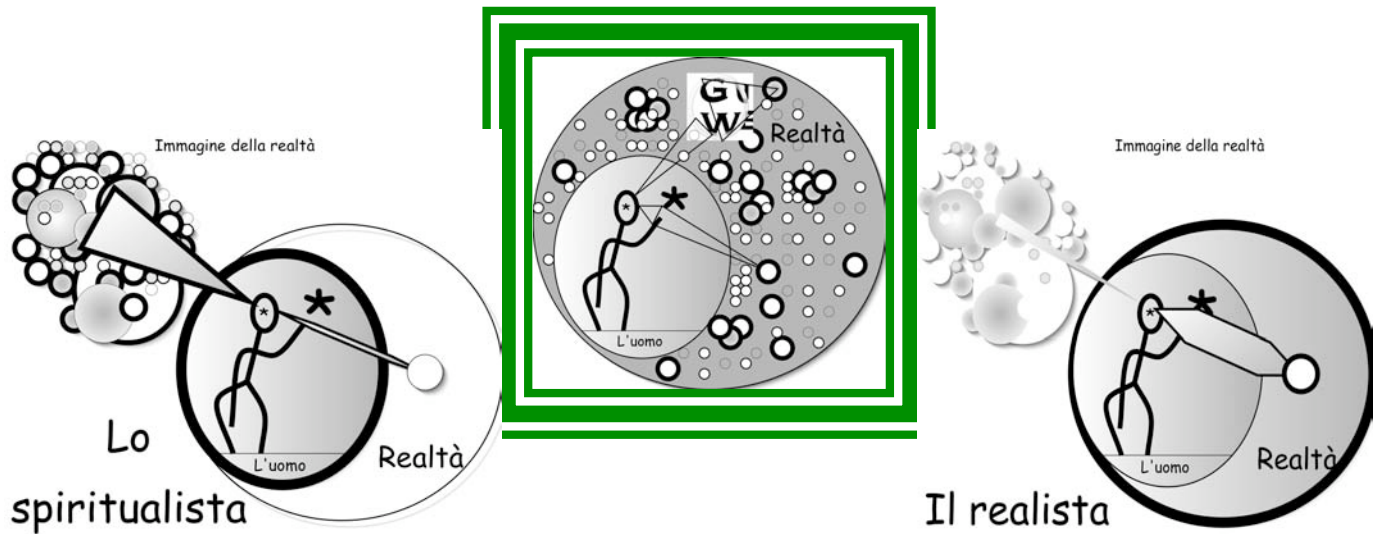 Immagine della realtà
L'uomo
Realtà
Lo
spiritualista
Realtà
L'uomo
Immagine della realtà
L'uomo
Realtà
Il realista